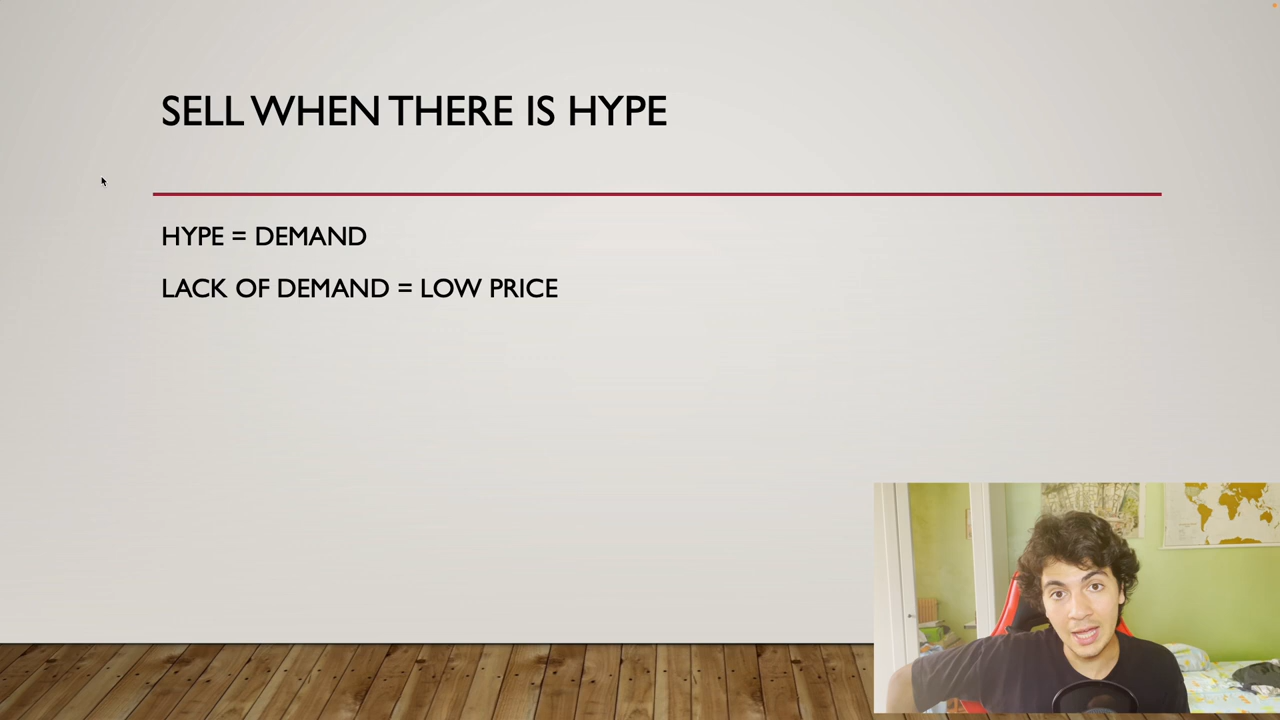 SELL WHEN THERE IS HYPE
HYPE = DEMAND
LACK OF DEMAND = LOW PRICE